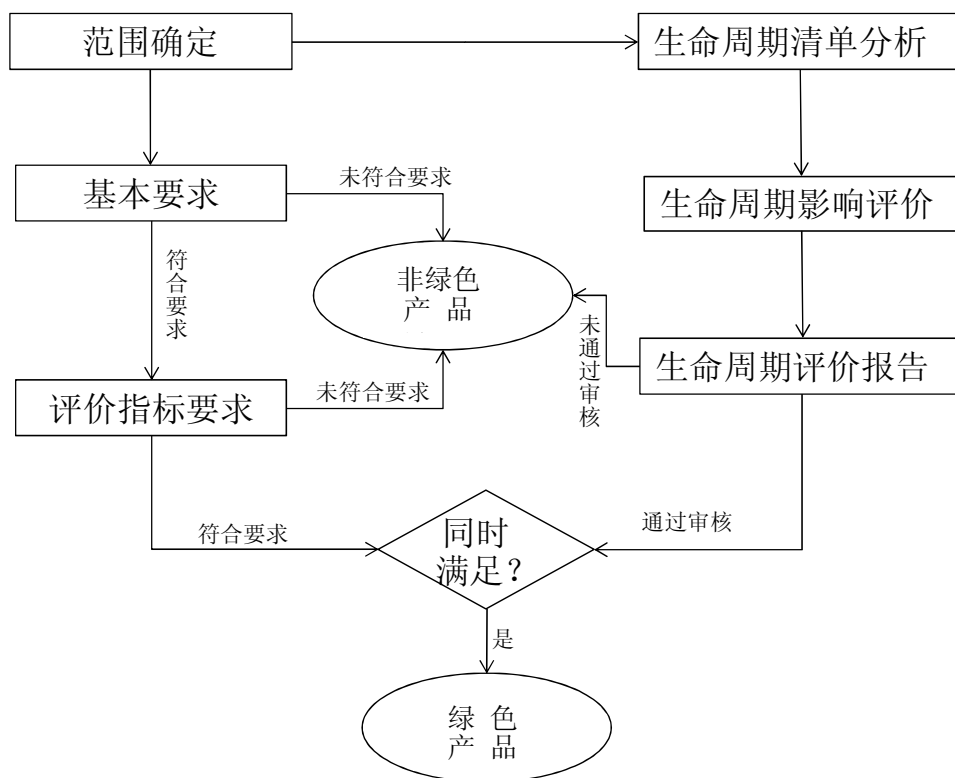 范围确定
生命周期清单分析
基本要求
未符合要求
生命周期影响评价
符合要求
非绿色
产 品
未通过审核
生命周期评价报告
评价指标要求
未符合要求
符合要求
同时
满足?
通过审核
是
绿 色
产 品